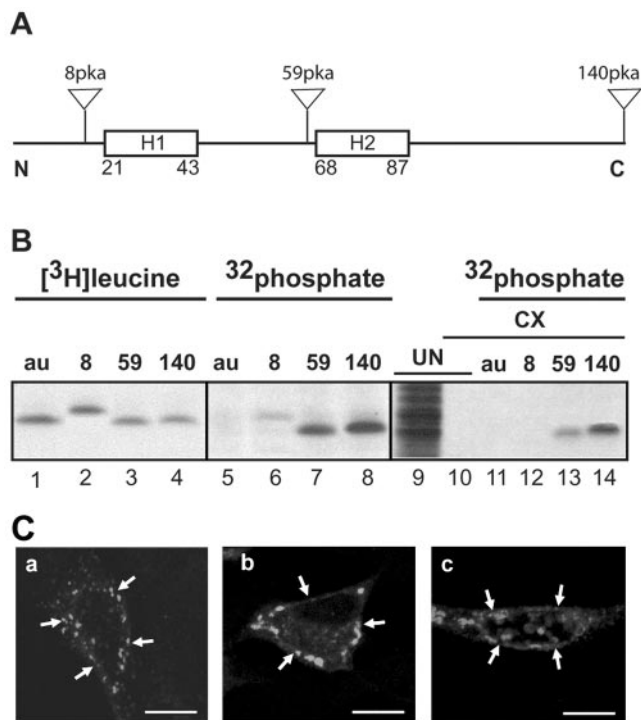 A
8pka 59pka 140pka
H1 H2
N 21 43 68 87 C
B
[³H]leucine ³²phosphate ³²phosphate
CX
au 8 59 140 au 8 59 140 UN au 8 59 140
1 2 3 4 5 6 7 8 9 10 11 12 13 14
C
a b c